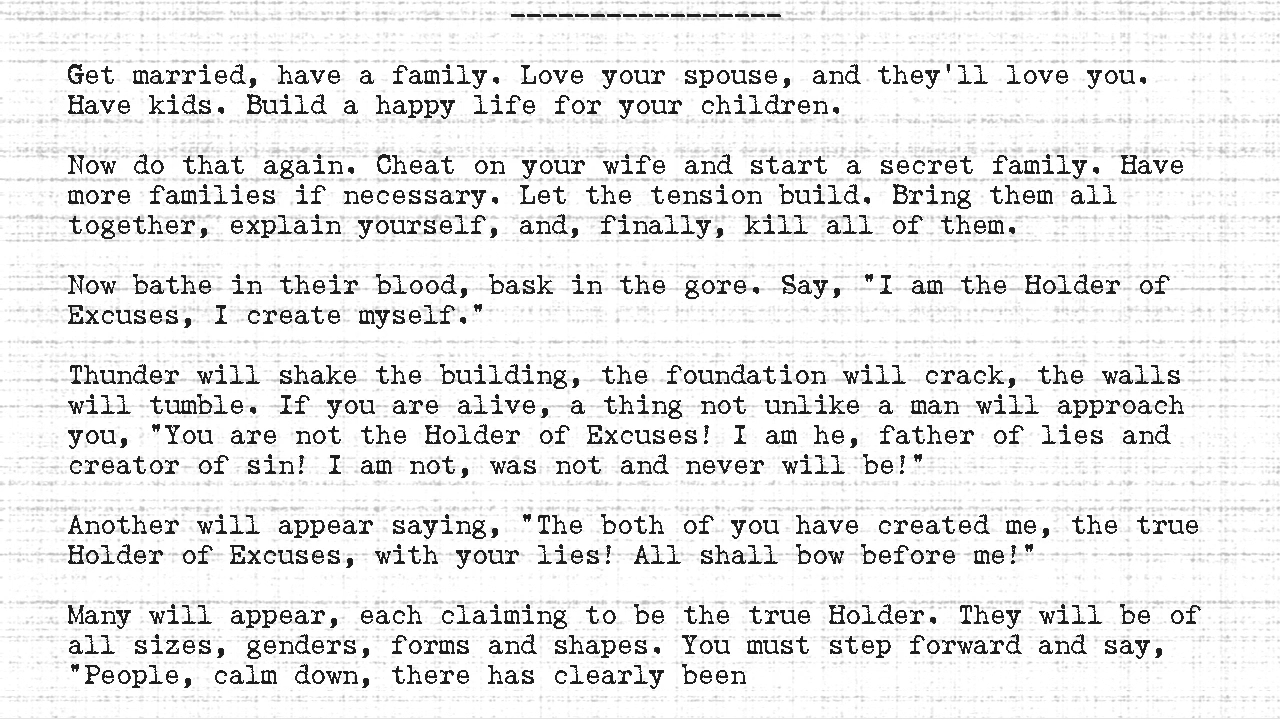 Get married, have a family. Love your spouse, and they'll love you.
Have kids. Build a happy life for your children.
Now do that again. Cheat on your wife and start a secret family. Have
more families if necessary. Let the tension build. Bring them all
together, explain yourself, and, finally, kill all of them.
Now bathe in their blood, bask in the gore. Say, "I am the Holder of
Excuses, I create myself."
Thunder will shake the building, the foundation will crack, the walls
will tumble. If you are alive, a thing not unlike a man will approach
you, "You are not the Holder of Excuses! I am he, father of lies and
creator of sin! I am not, was not and never will be!"
Another will appear saying, "The both of you have created me, the true
Holder of Excuses, with your lies! All shall bow before me!"
Many will appear, each claiming to be the true Holder. They will be of
all sizes, genders, forms and shapes. You must step forward and say,
"People, calm down, there has clearly been